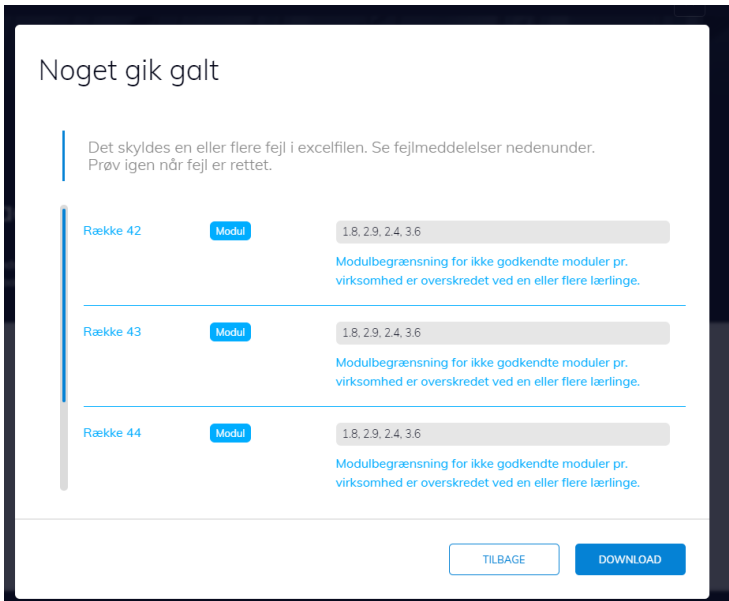 Noget gik galt
Det skyldes en eller flere fejl i excelfilen. Se fejlmeddelelser nedenunder.
Prøv igen når fejl er rettet.
Række 42 Modul 1.8, 2.9, 2.4, 3.6
Modulbegrænsning for ikke godkendte moduler pr.
virksomhed er overskredet ved en eller flere lærlinge.
Række 43 Modul 1.8, 2.9, 2.4, 3.6
Modulbegrænsning for ikke godkendte moduler pr.
virksomhed er overskredet ved en eller flere lærlinge.
Række 44 Modul 1.8, 2.9, 2.4, 3.6
Modulbegrænsning for ikke godkendte moduler pr.
virksomhed er overskredet ved en eller flere lærlinge.
TILBAGE DOWNLOAD